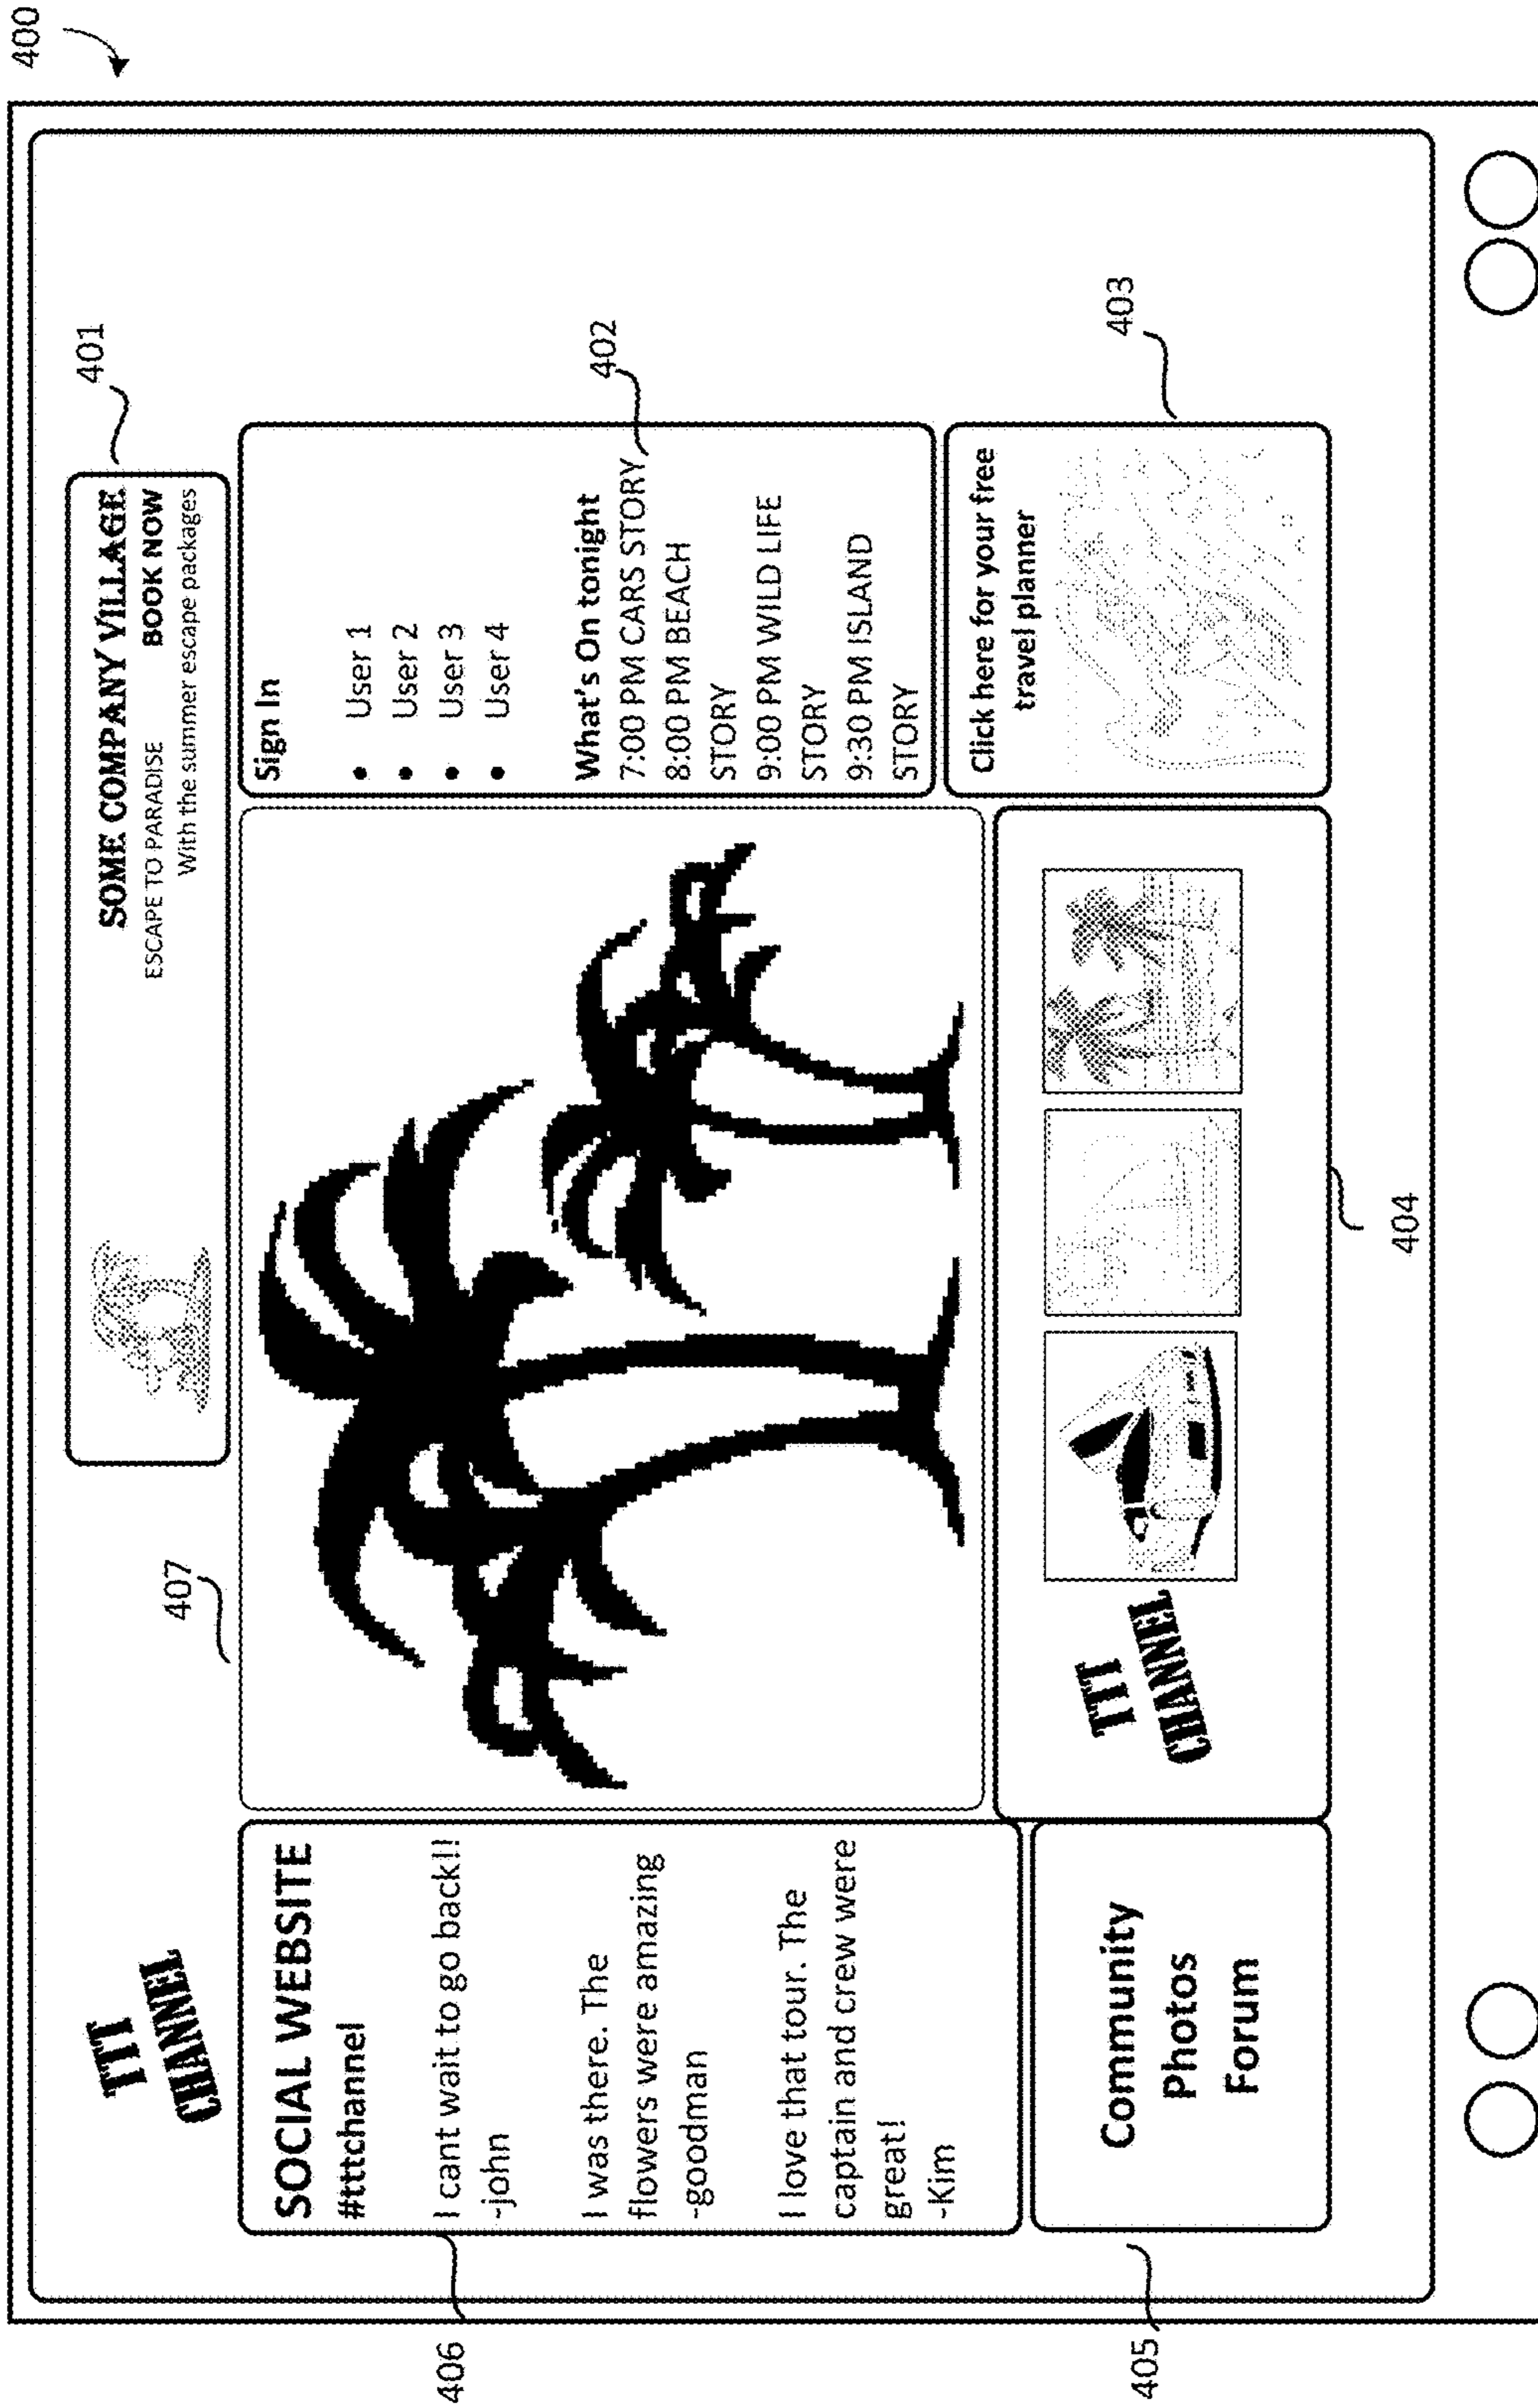 400
401
SOME COMPANY VILLAGE
ESCAPE TO PARADISE BOOK NOW
With the summer escape packages
TTT
CHANNEL
407
SOCIAL WEBSITE
#tttchannel
I cant wait to go back!!
-john
I was there. The
flowers were amazing
-goodman
I love that tour. The
captain and crew were
great!
-Kim
406
Sign In
• User 1
• User 2
• User 3
• User 4
What's On tonight
7:00 PM CARS STORY
8:00 PM BEACH
STORY
9:00 PM WILD LIFE
STORY
9:30 PM ISLAND
STORY
402
Community
Photos
Forum
405
TTT
CHANNEL
404
Click here for your free
travel planner
403